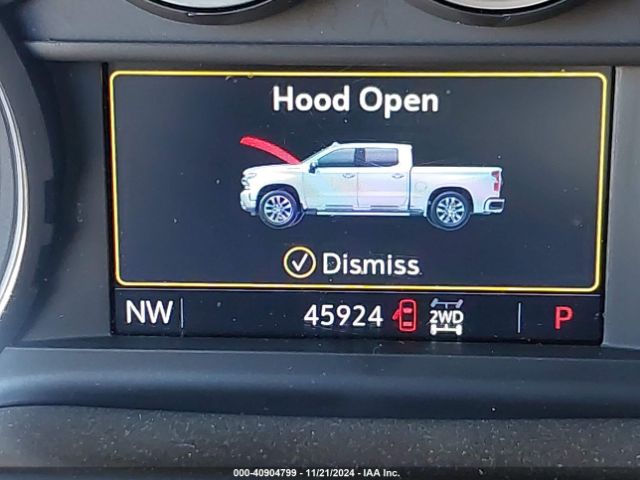 Hood Open
Dismiss
NW 45924 2WD P
000-40904799 - 11/21/2024 - IAA Inc.